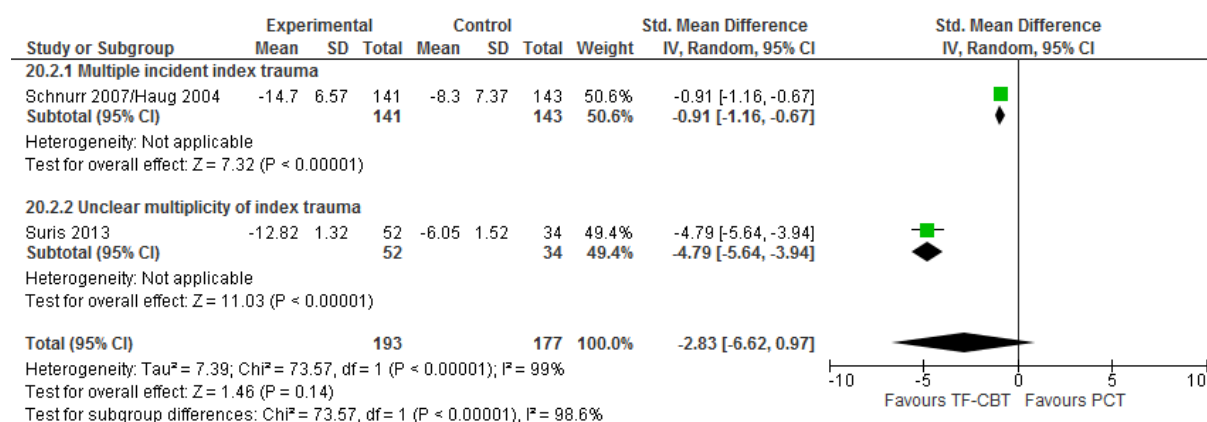 Experimental Control Std. Mean Difference Std. Mean Difference
Study or Subgroup Mean SD Total Mean SD Total Weight IV, Random, 95% CI IV, Random, 95% CI
20.2.1 Multiple incident index trauma
Schnurr 2007/Haug 2004 -14.7 6.57 141 -8.3 7.37 143 50.6% -0.91 [-1.16, -0.67]
Subtotal (95% CI) 141 143 50.6% -0.91 [-1.16, -0.67]
Heterogeneity: Not applicable
Test for overall effect: Z = 7.32 (P < 0.00001)
20.2.2 Unclear multiplicity of index trauma
Suris 2013 -12.82 1.32 52 -6.05 1.52 34 49.4% -4.79 [-5.64, -3.94]
Subtotal (95% CI) 52 34 49.4% -4.79 [-5.64, -3.94]
Heterogeneity: Not applicable
Test for overall effect: Z = 11.03 (P < 0.00001)
Total (95% CI) 193 177 100.0% -2.83 [-6.62, 0.97]
Heterogeneity: Tau² = 7.39; Chi² = 73.57, df = 1 (P < 0.00001); I² = 99%
Test for overall effect: Z = 1.46 (P = 0.14)
Test for subgroup differences: Chi² = 73.57, df = 1 (P < 0.00001), I² = 98.6%
-10 -5 0 5 10
Favours TF-CBT Favours PCT